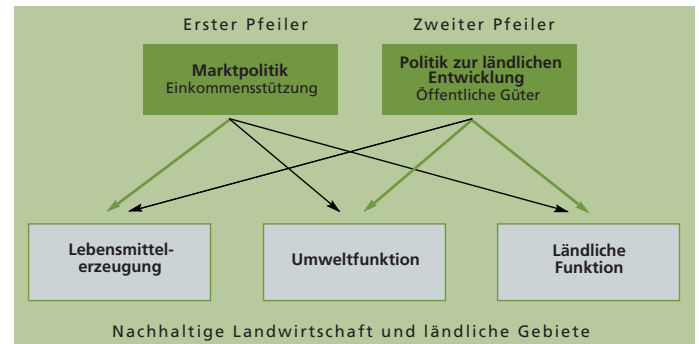 Erster Pfeiler
Zweiter Pfeiler
Marktpolitik
Einkommensstützung
Politik zur ländlichen
Entwicklung
Öffentliche Güter
Lebensmittel-
erzeugung
Umweltfunktion
Ländliche
Funktion
Nachhaltige Landwirtschaft und ländliche Gebiete